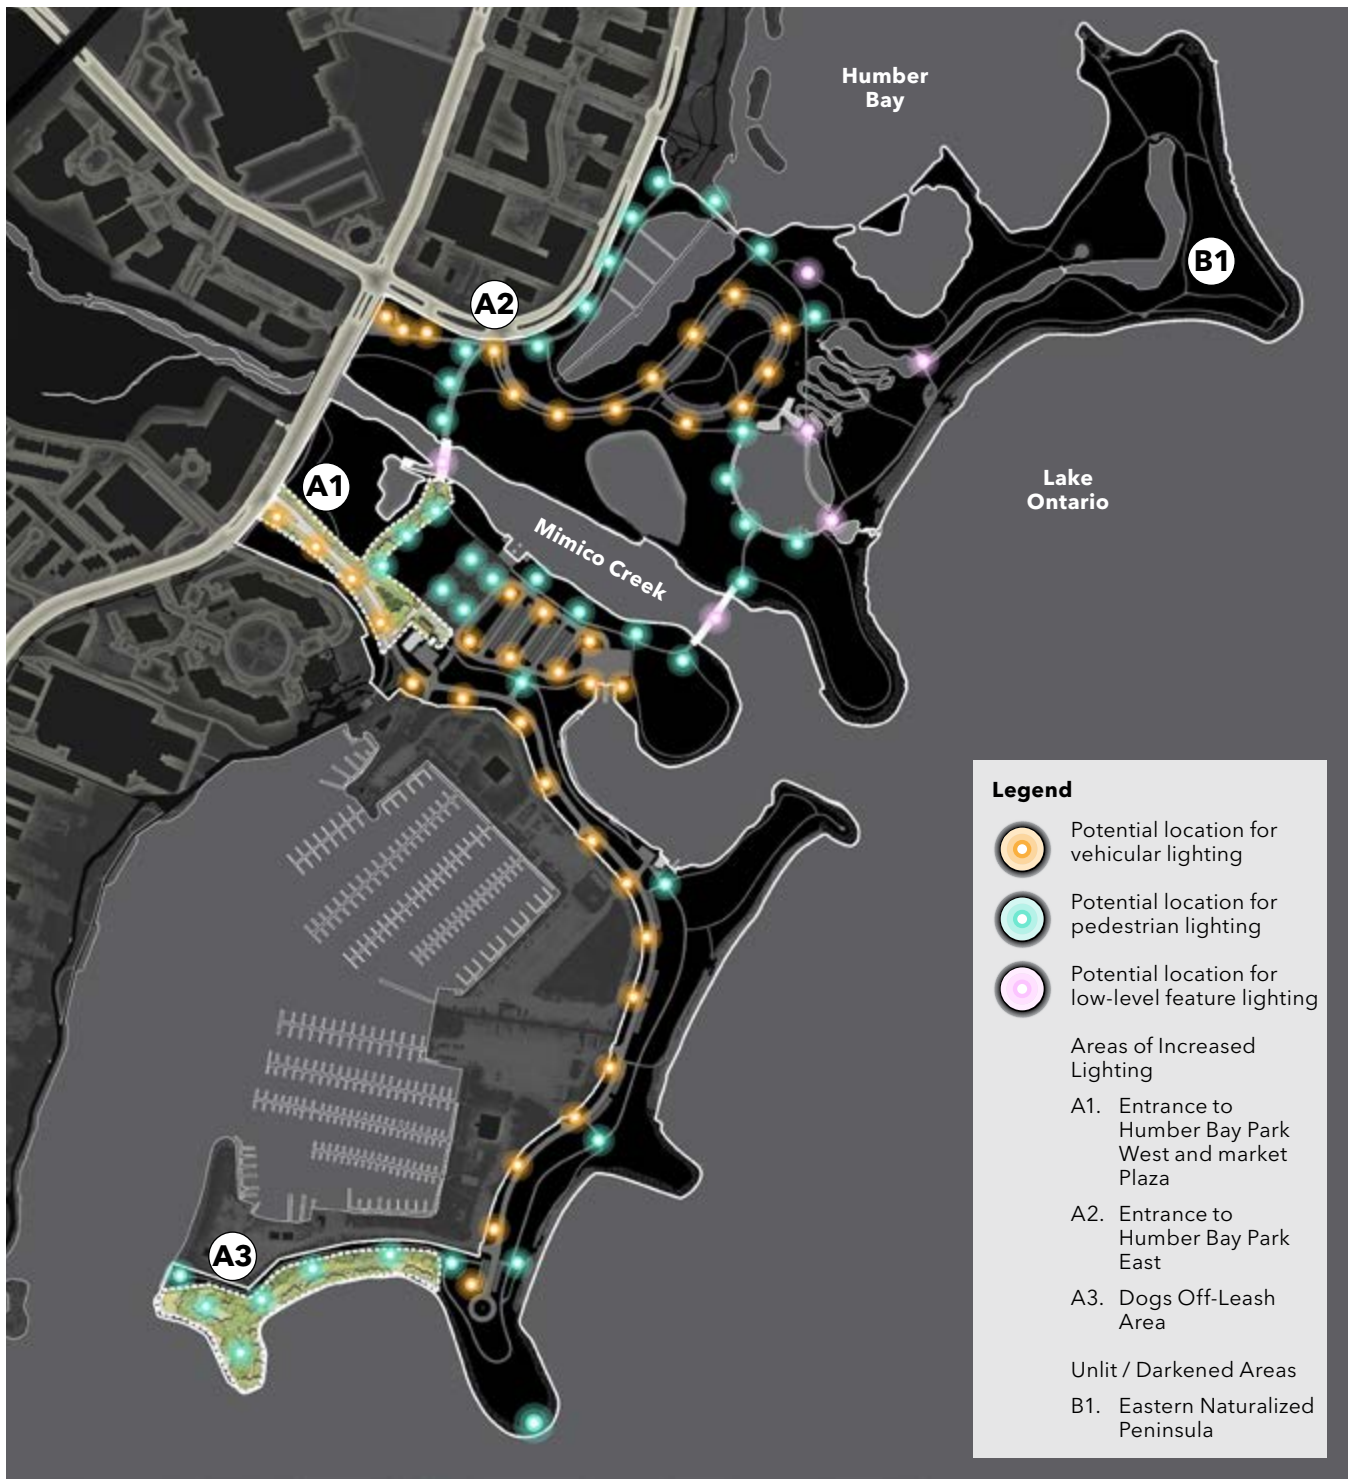 Humber
Bay
B1
A2
A1
Lake
Ontario
Mimico Creek
A3
Legend
Potential location for
vehicular lighting
Potential location for
pedestrian lighting
Potential location for
low-level feature lighting
Areas of Increased
Lighting
A1. Entrance to
Humber Bay Park
West and market
Plaza
A2. Entrance to
Humber Bay Park
East
A3. Dogs Off-Leash
Area
Unlit / Darkened Areas
B1. Eastern Naturalized
Peninsula